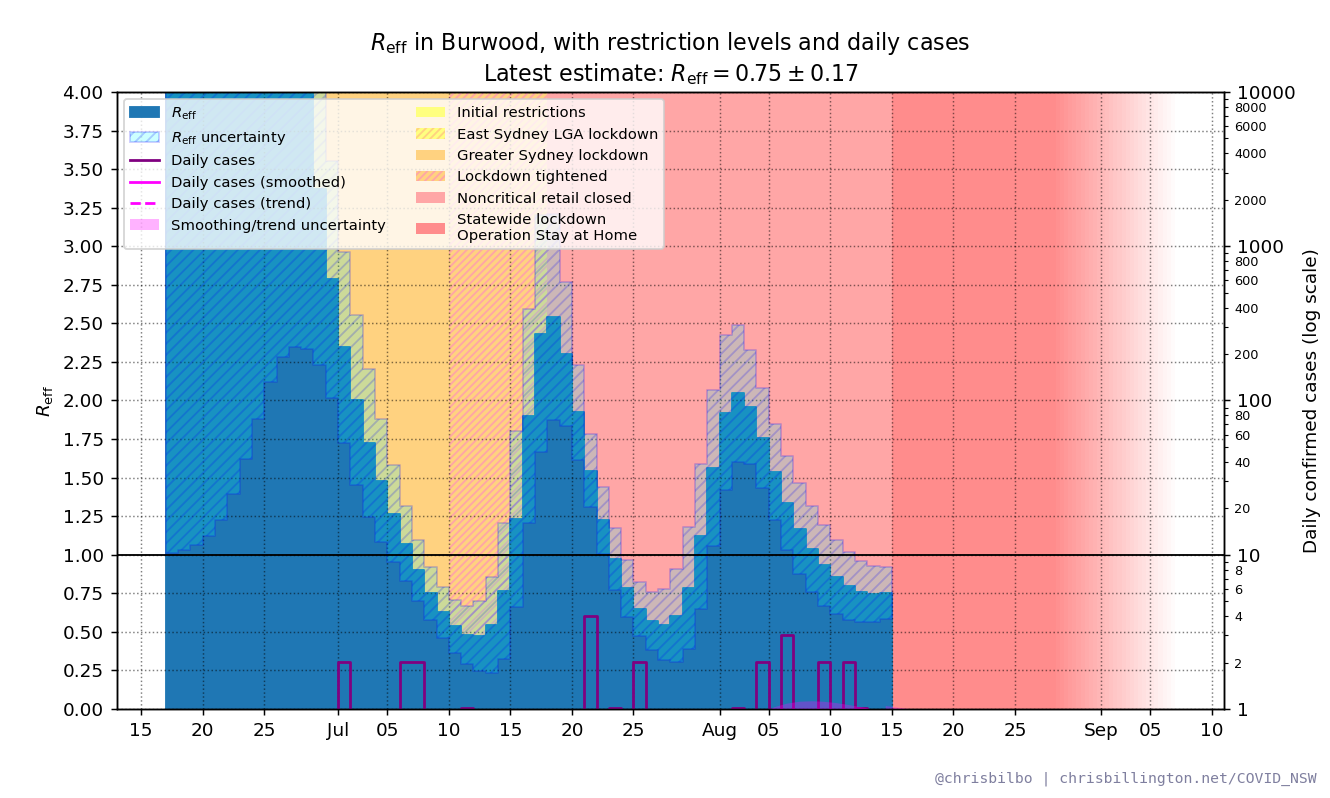 R_eff in Burwood, with restriction levels and daily cases
Latest estimate: R_eff = 0.75 ± 0.17
R_eff
R_eff uncertainty
Daily cases
Daily cases (smoothed)
Daily cases (trend)
Smoothing/trend uncertainty
Initial restrictions
East Sydney LGA lockdown
Greater Sydney lockdown
Lockdown tightened
Noncritical retail closed
Statewide lockdown
Operation Stay at Home
R_eff
4.00
3.75
3.50
3.25
3.00
2.75
2.50
2.25
2.00
1.75
1.50
1.25
1.00
0.75
0.50
0.25
0.00
10000
8000
6000
4000
2000
1000
800
600
400
200
100
80
60
40
20
10
8
6
4
2
1
Daily confirmed cases (log scale)
15 20 25 Jul 05 10 15 20 25 Aug 05 10 15 20 25 Sep 05 10
@chrisbilbo | chrisbillington.net/COVID_NSW